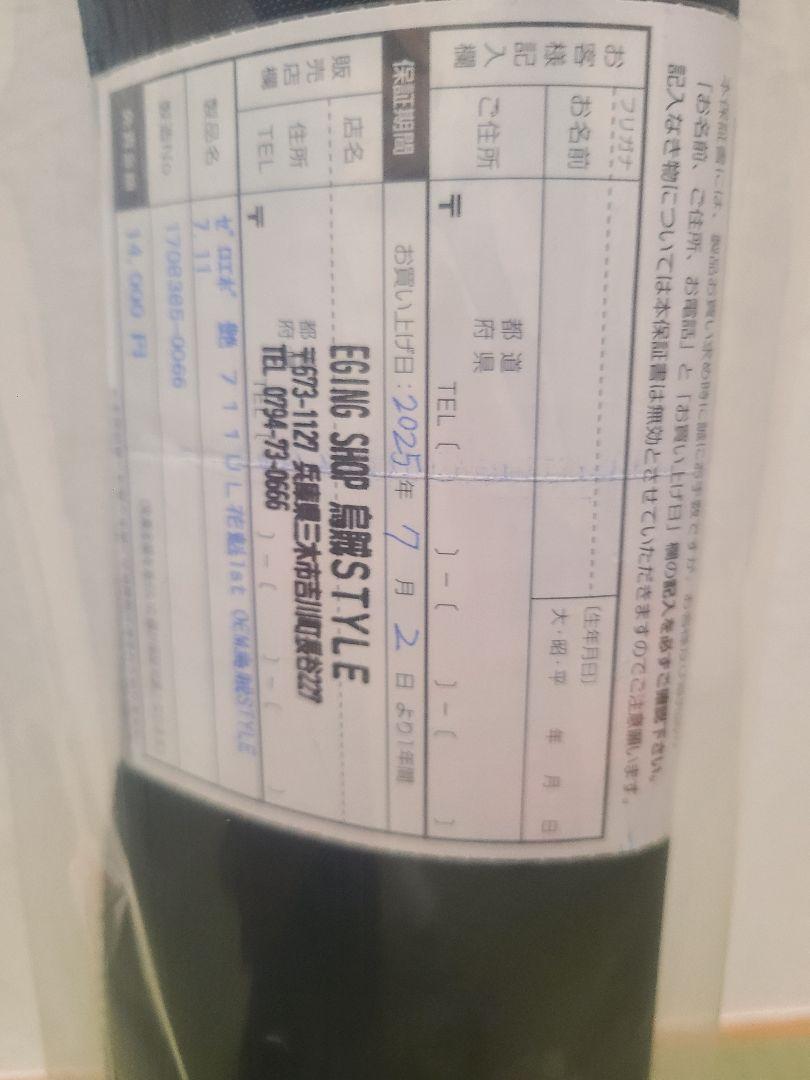 「お名前、ご住所、お電話」と「お買い上げ日」欄の記入を必ずご確認下さい。
記入なき物については本保証書は無効とさせていただきますのでご注意願います。
お客様記入欄
フリガナ
お名前
〔生年月日〕
大・昭・平 年 月 日
ご住所
〒
都道
府県
TEL( )-( )-( )
保証期間
お買い上げ日:2025年 7月 2日より1年間
販売店欄
店名
EGING SHOP 烏賊STYLE
住所
TEL
〒
都
府
〒673-1127 兵庫県三木市吉川町長谷227
TEL 0794-73-0666
製品名
711UL花魁1st OEM烏賊STYLE
7.11
製造No
1708385-0066
14,000 円